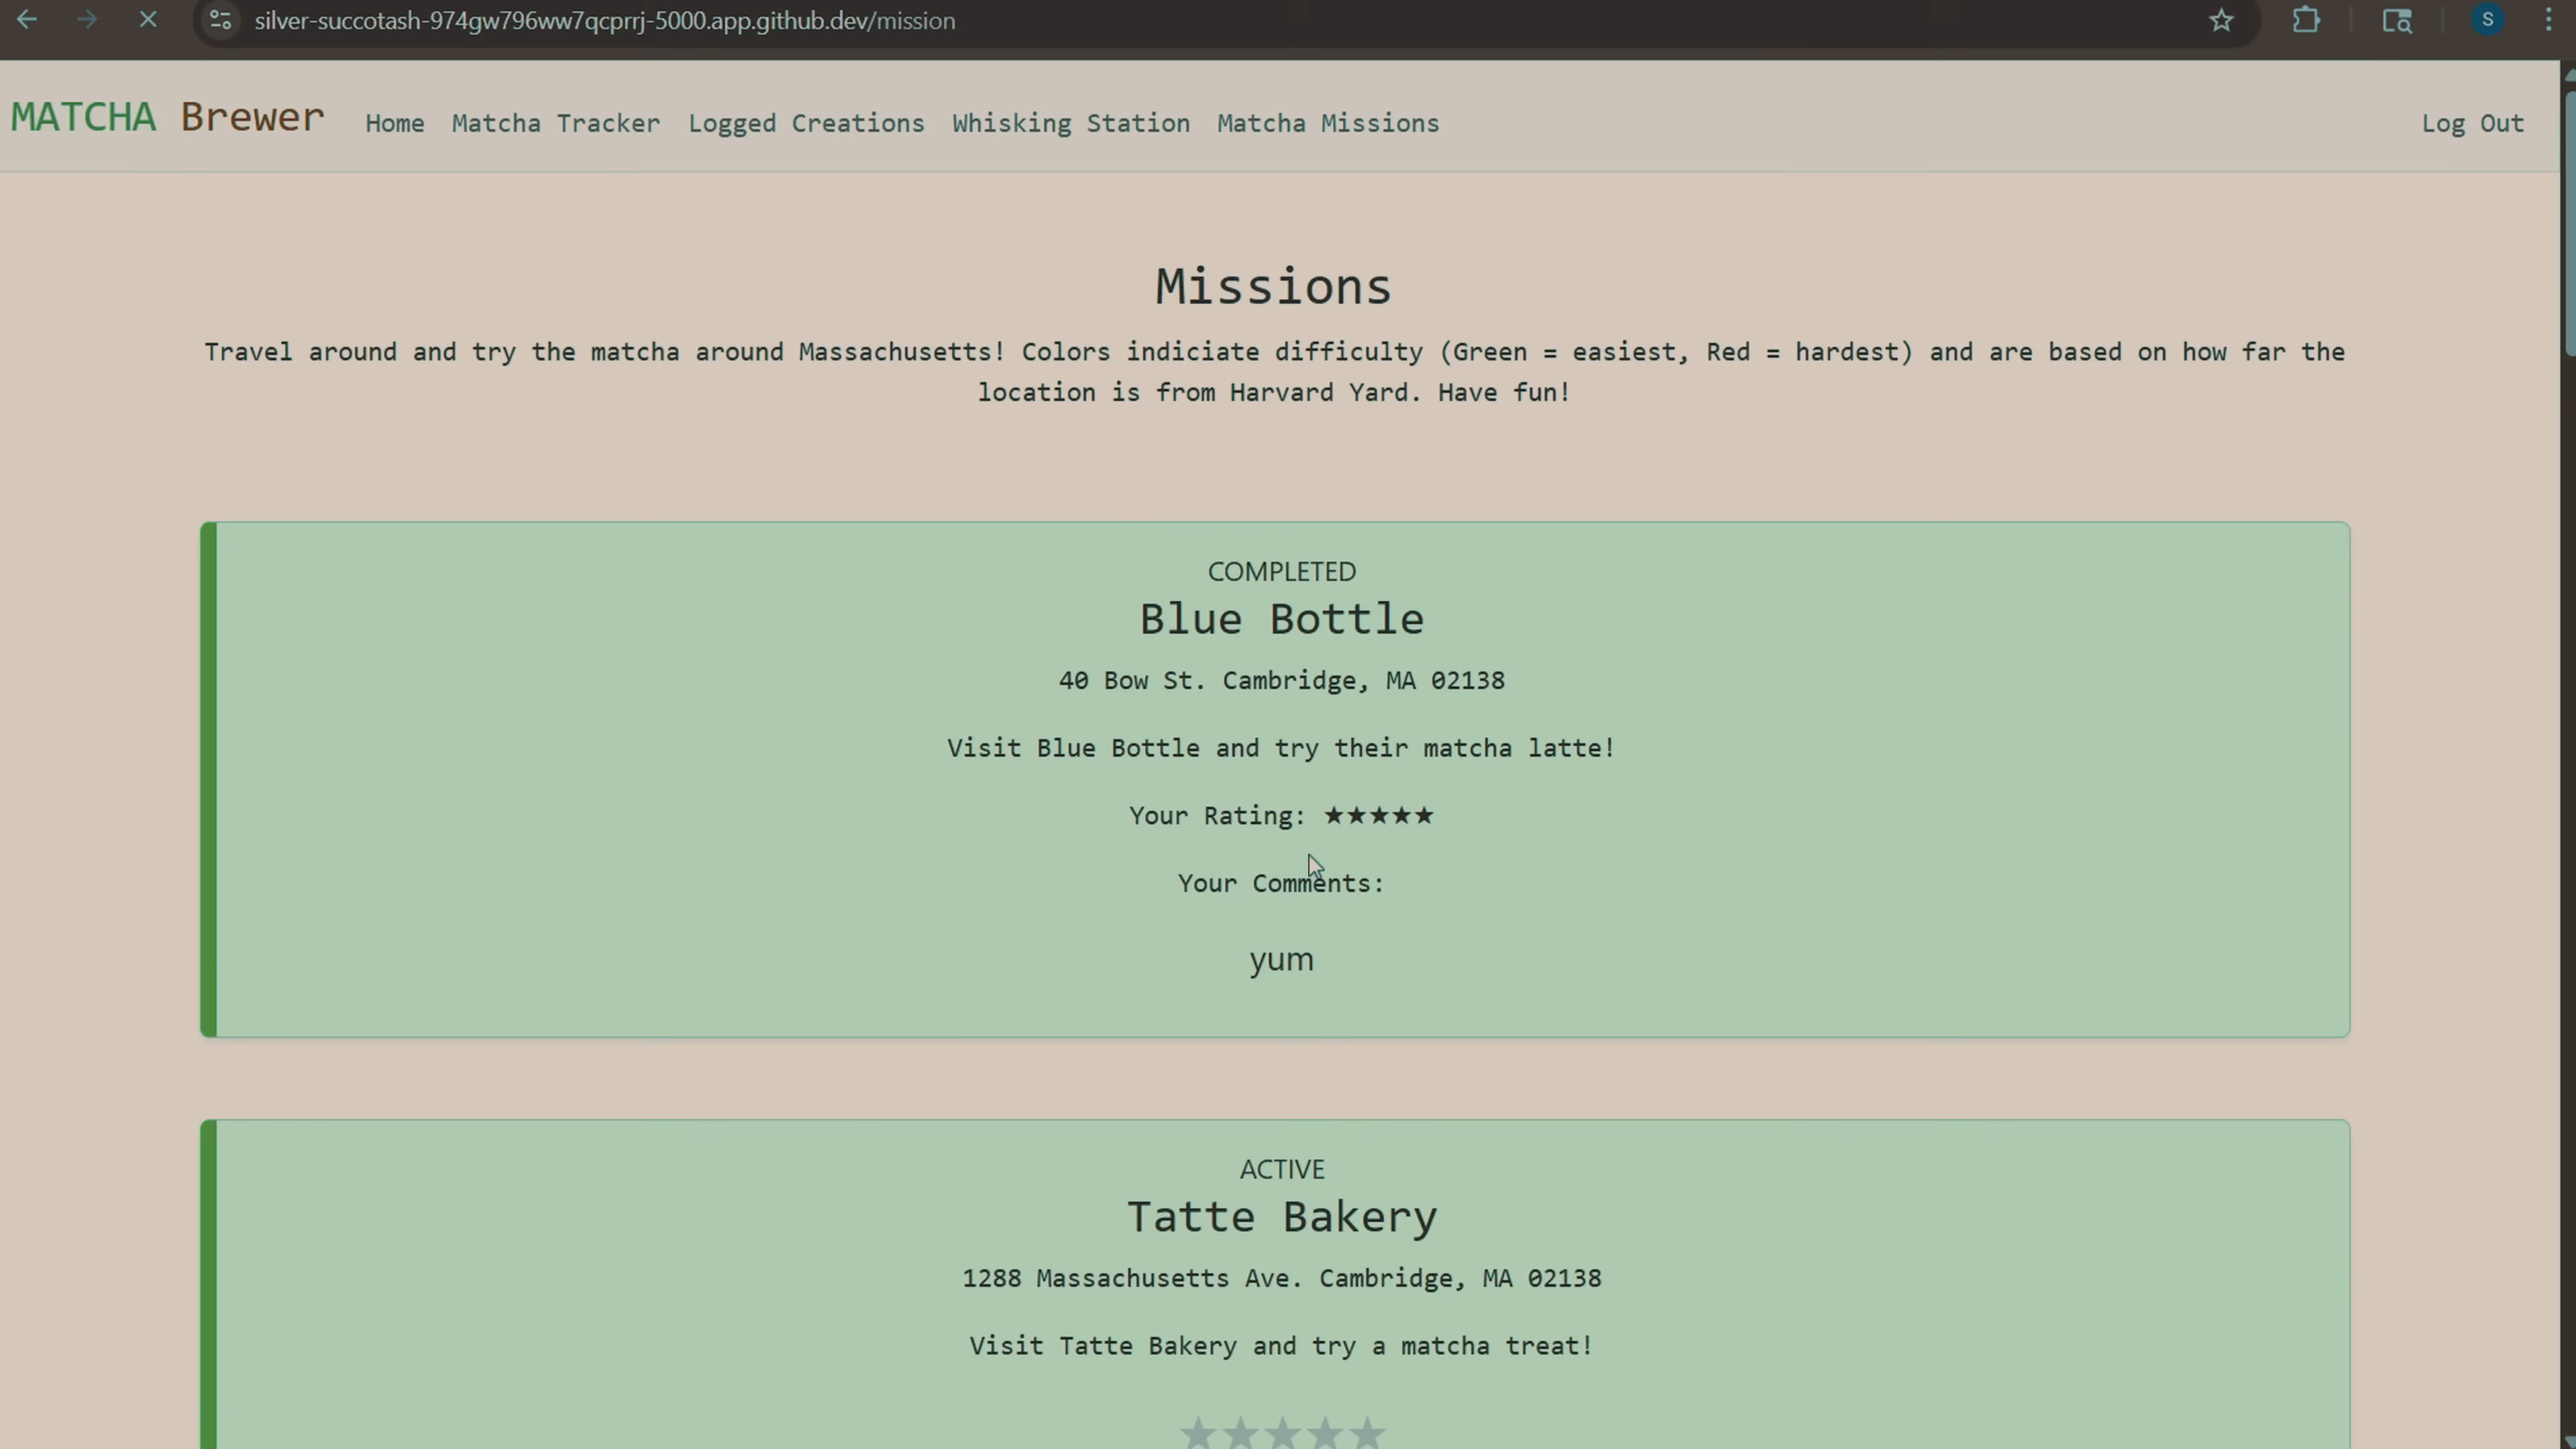 silver-succotash-974gw796ww7qcprrj-5000.app.github.dev/mission
S
MATCHA Brewer Home Matcha Tracker Logged Creations Whisking Station Matcha Missions Log Out
Missions
Travel around and try the matcha around Massachusetts! Colors indiciate difficulty (Green = easiest, Red = hardest) and are based on how far the
location is from Harvard Yard. Have fun!
COMPLETED
Blue Bottle
40 Bow St. Cambridge, MA 02138
Visit Blue Bottle and try their matcha latte!
Your Rating: ★★★★★
Your Comments:
yum
ACTIVE
Tatte Bakery
1288 Massachusetts Ave. Cambridge, MA 02138
Visit Tatte Bakery and try a matcha treat!
★★★★★